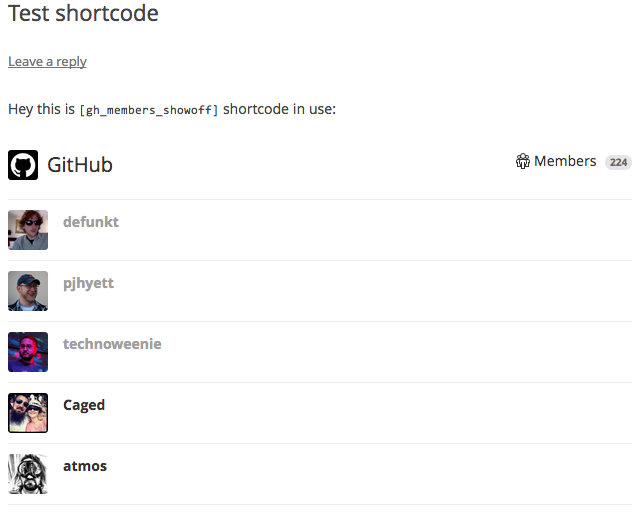 Test shortcode
Leave a reply
Hey this is [gh_members_showoff] shortcode in use:
GitHub Members 224
defunkt
pjhyett
technoweenie
Caged
atmos